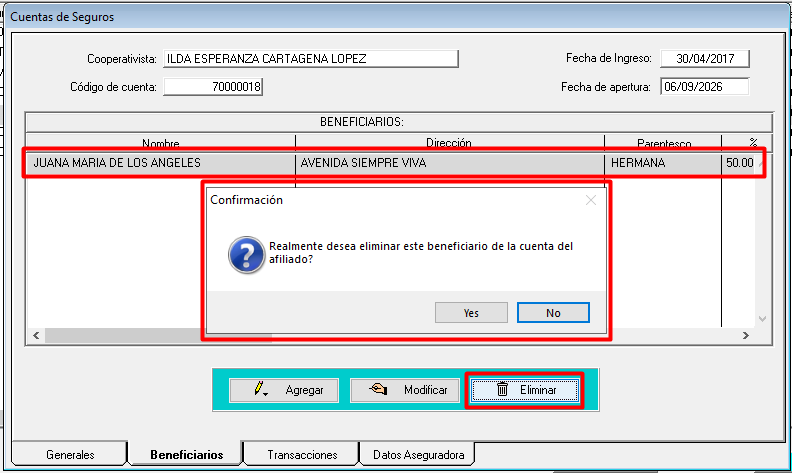 Cuentas de Seguros
Cooperativista: ILDA ESPERANZA CARTAGENA LOPEZ Fecha de Ingreso: 30/04/2017
Código de cuenta: 70000018 Fecha de apertura: 06/09/2026
BENEFICIARIOS:
Nombre Dirección Parentesco %
JUANA MARIA DE LOS ANGELES AVENIDA SIEMPRE VIVA HERMANA 50.00
Confirmación
Realmente desea eliminar este beneficiario de la cuenta del
afiliado?
Yes No
Agregar Modificar Eliminar
Generales Beneficiarios Transacciones Datos Aseguradora